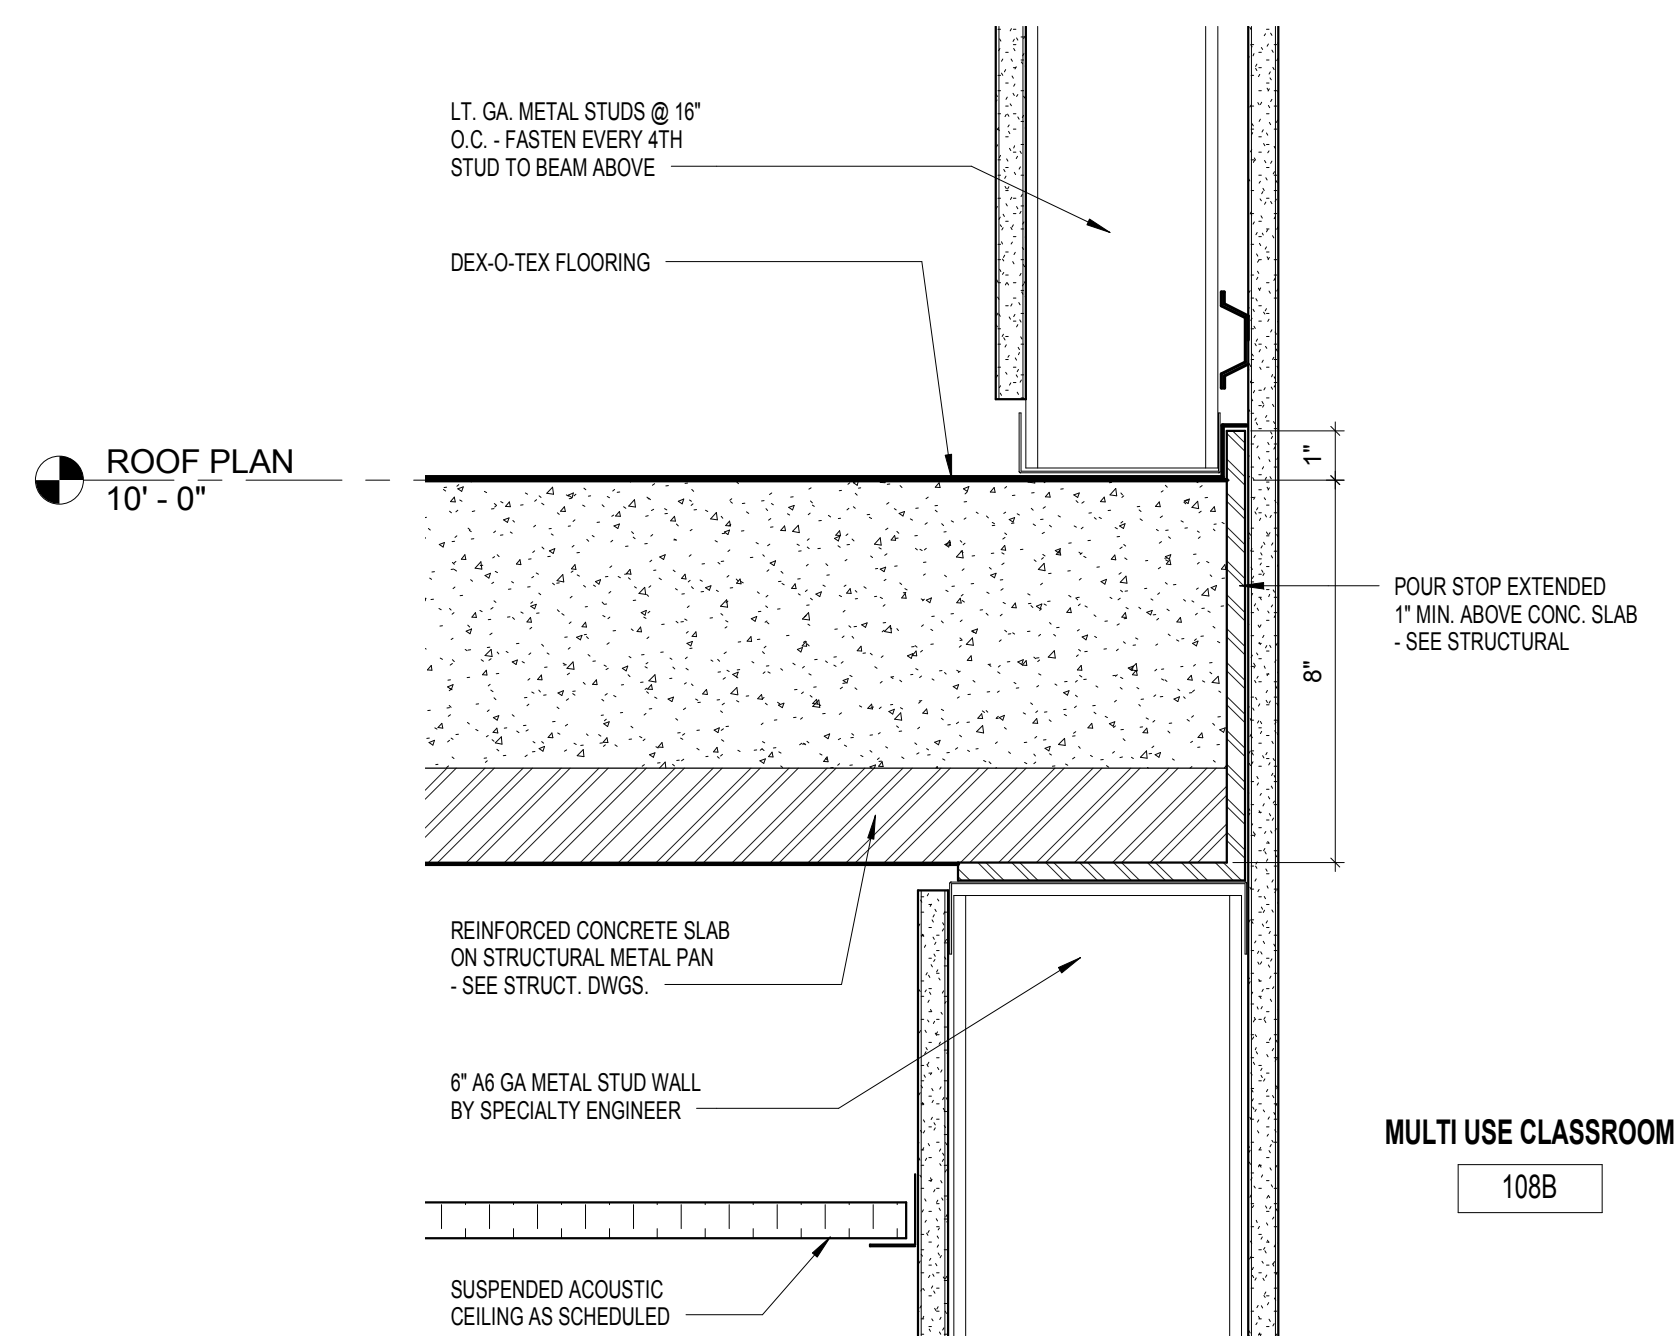 LT. GA. METAL STUDS @ 16"
O.C. - FASTEN EVERY 4TH
STUD TO BEAM ABOVE
DEX-O-TEX FLOORING
ROOF PLAN
10' - 0"
1"
8"
POUR STOP EXTENDED
1" MIN. ABOVE CONC. SLAB
- SEE STRUCTURAL
REINFORCED CONCRETE SLAB
ON STRUCTURAL METAL PAN
- SEE STRUCT. DWGS.
6" A6 GA METAL STUD WALL
BY SPECIALTY ENGINEER
MULTI USE CLASSROOM
108B
SUSPENDED ACOUSTIC
CEILING AS SCHEDULED